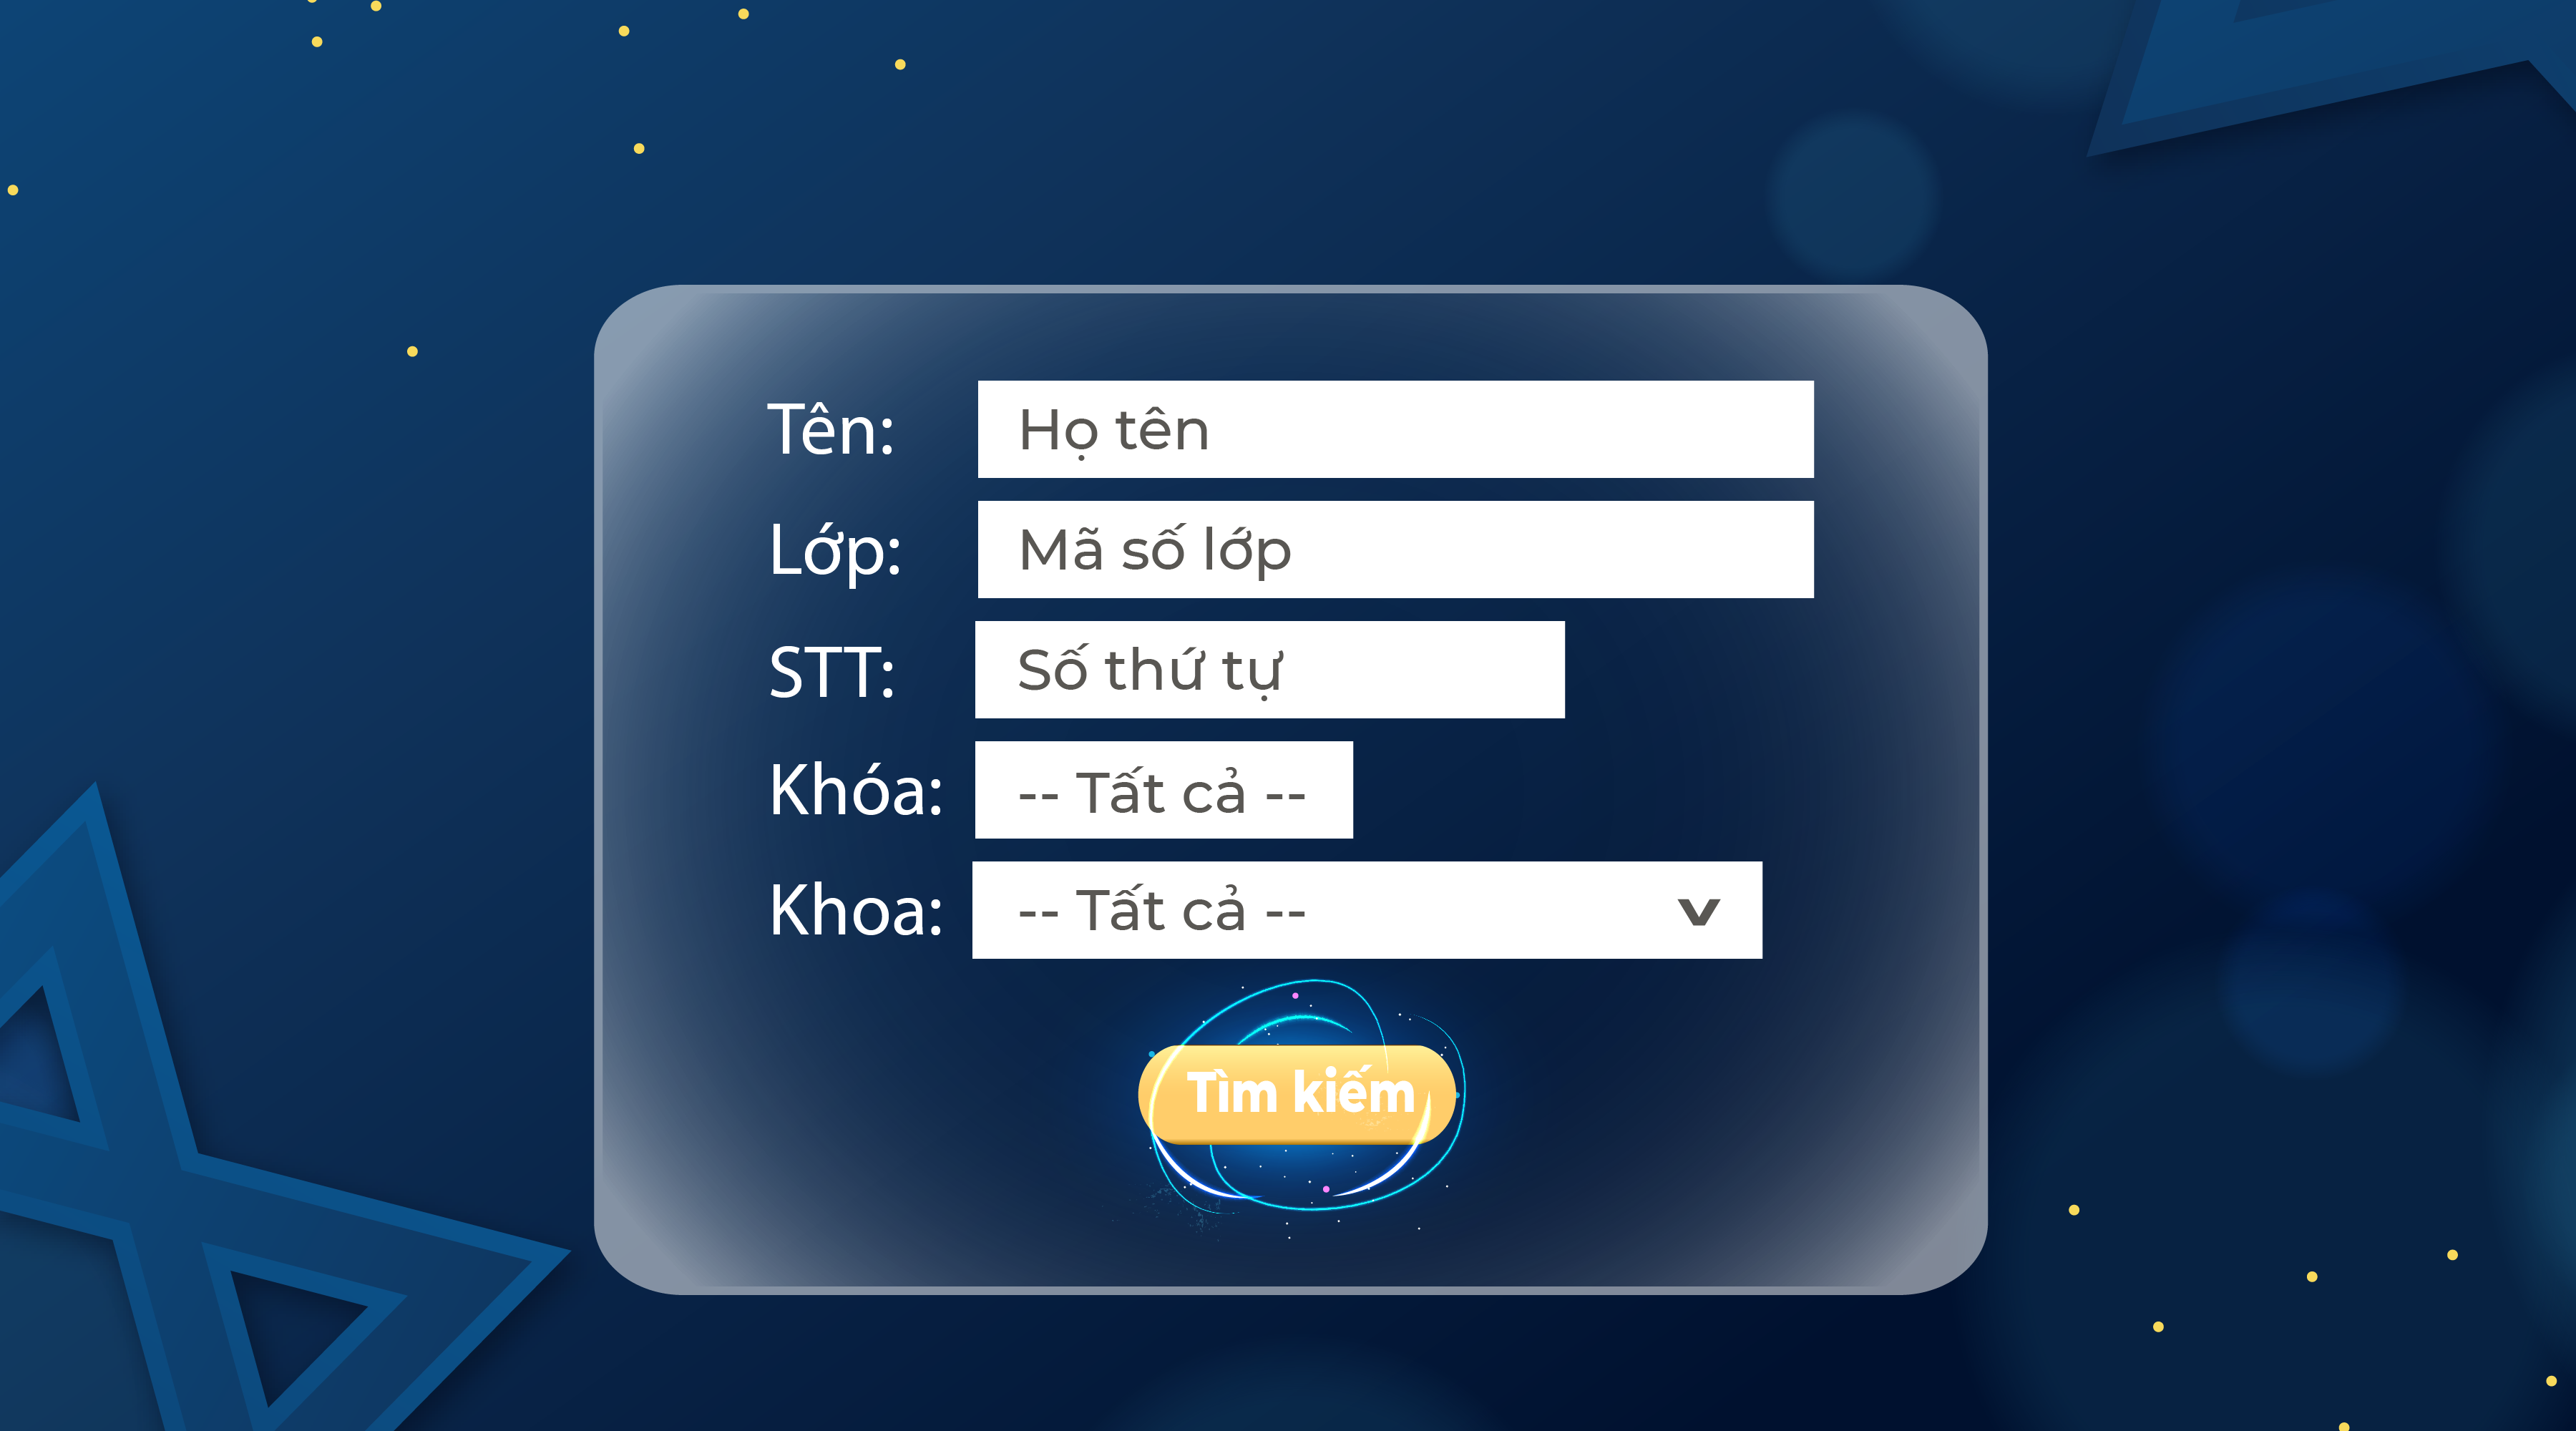 Tên: Họ tên
Lớp: Mã số lớp
STT: Số thứ tự
Khóa: -- Tất cả --
Khoa: -- Tất cả --
Tìm kiếm